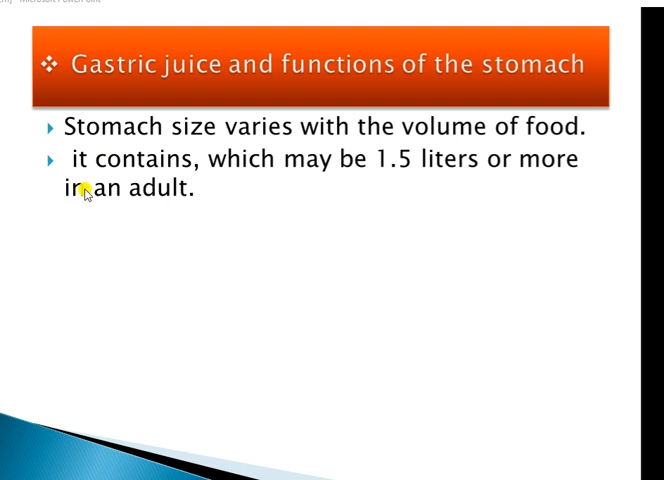 ❖ Gastric juice and functions of the stomach
Stomach size varies with the volume of food.
it contains, which may be 1.5 liters or more
in an adult.